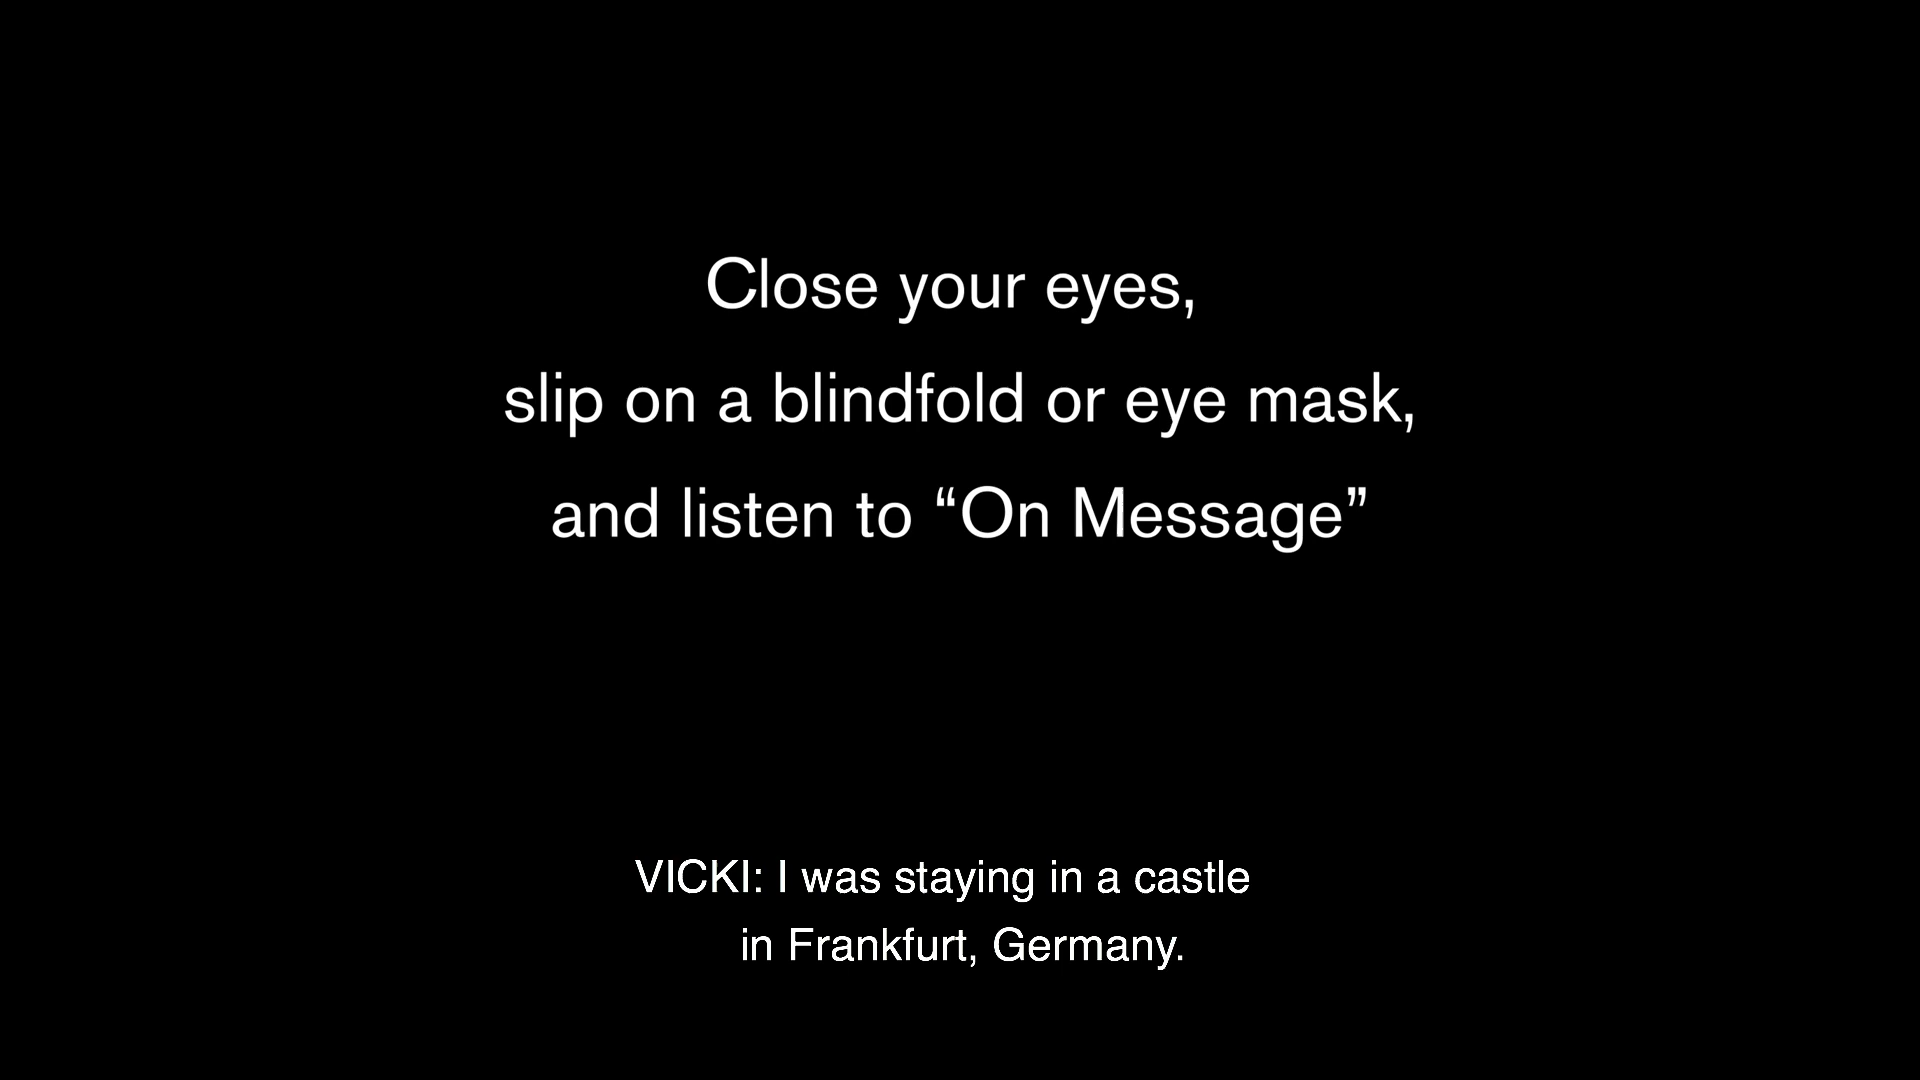 Close your eyes,
slip on a blindfold or eye mask,
and listen to “On Message”
VICKI: I was staying in a castle
in Frankfurt, Germany.